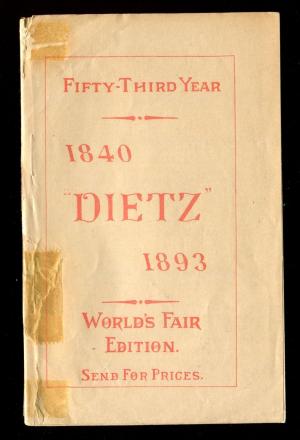 FIFTY-THIRD YEAR
1840
"DIETZ"
1893
WORLD'S FAIR
EDITION.
SEND FOR PRICES.